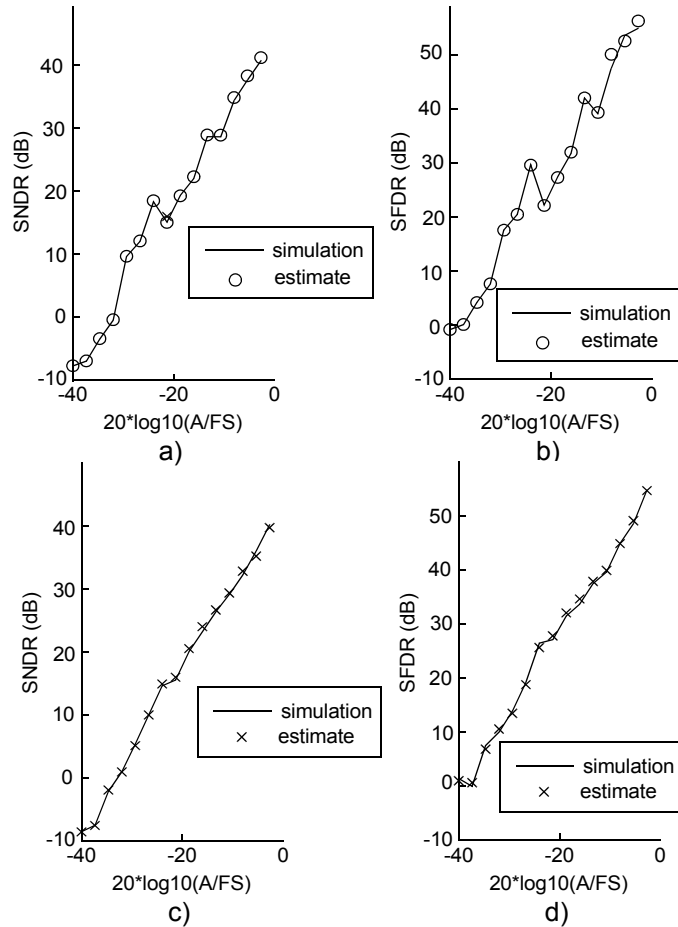 SNDR (dB)
40
30
20
10
0
-10
-40
-20
0
20*log10(A/FS)
simulation
estimate
a)
SFDR (dB)
50
40
30
20
10
0
-10
-40
-20
0
20*log10(A/FS)
simulation
estimate
b)
SNDR (dB)
40
30
20
10
0
-10
-40
-20
0
20*log10(A/FS)
simulation
estimate
c)
SFDR (dB)
50
40
30
20
10
0
-10
-40
-20
0
20*log10(A/FS)
simulation
estimate
d)